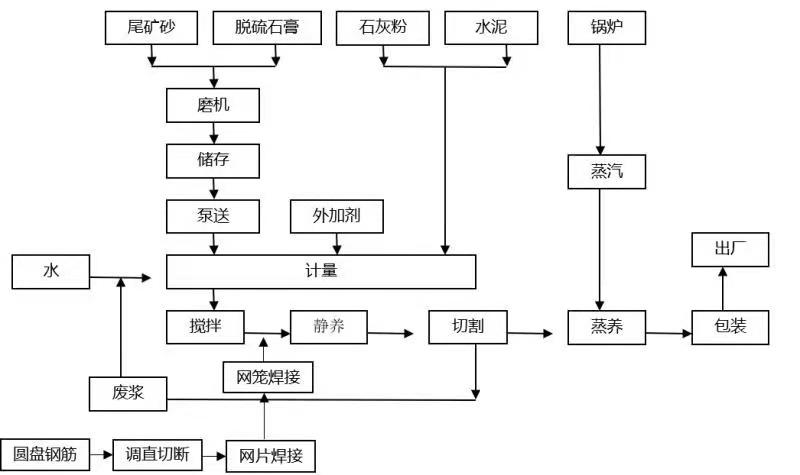 尾矿砂
脱硫石膏
石灰粉
水泥
锅炉
磨机
储存
蒸汽
泵送
外加剂
出厂
水
计量
搅拌
静养
切割
蒸养
包装
网笼焊接
废浆
圆盘钢筋
调直切断
网片焊接